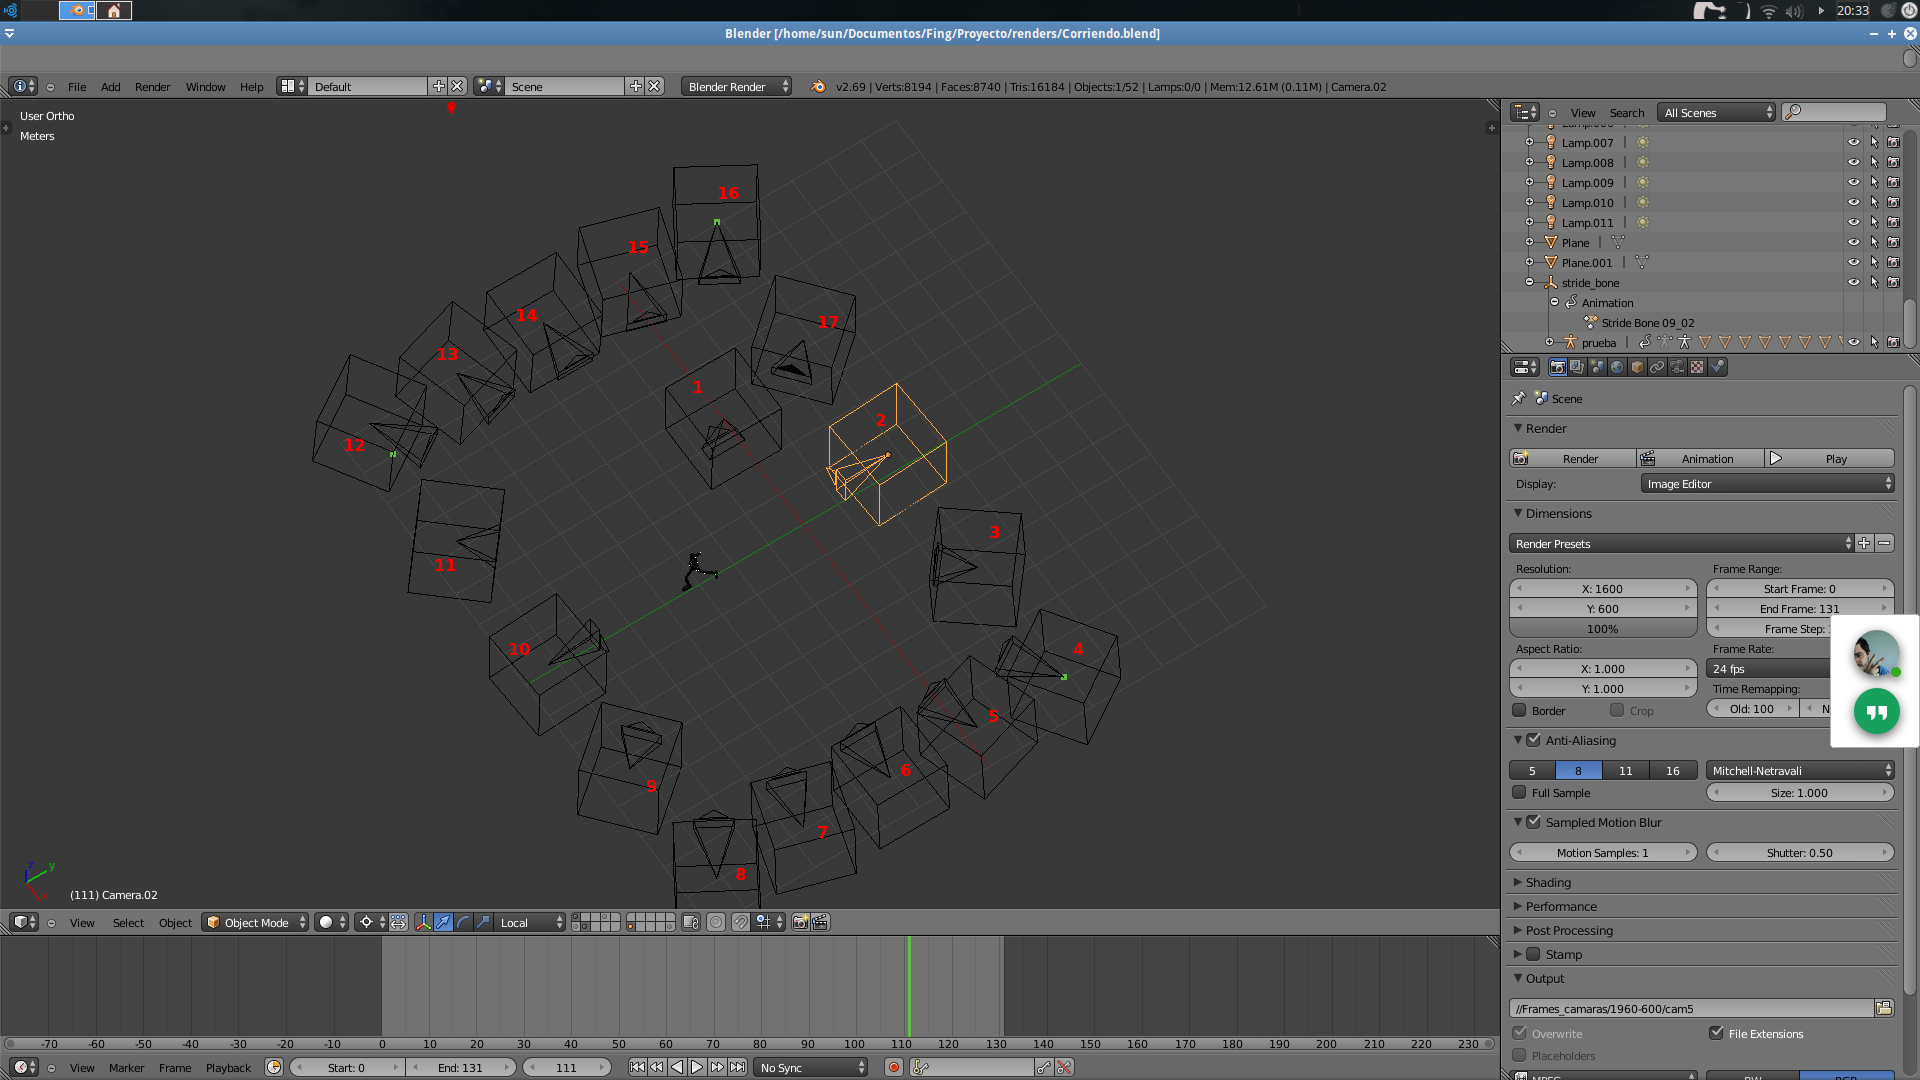 20:33
Blender [/home/sun/Documentos/Fing/Proyecto/renders/Corriendo.blend]
File Add Render Window Help Default Scene Blender Render v2.69 | Verts:8194 | Faces:8740 | Tris:16184 | Objects:1/52 | Lamps:0/0 | Mem:12.61M (0.11M) | Camera.02
User Ortho
Meters
16
15
14
17
13
1
12
2
11
3
10
4
5
9
6
7
8
z y
x
(111) Camera.02
View Select Object Object Mode Local
-70 -60 -50 -40 -30 -20 -10 0 10 20 30 40 50 60 70 80 90 100 110 120 130 140 150 160 170 180 190 200 210 220 230
View Marker Frame Playback Start: 0 End: 131 111 No Sync
View Search All Scenes
Lamp.007
Lamp.008
Lamp.009
Lamp.010
Lamp.011
Plane
Plane.001
stride_bone
Animation
Stride Bone 09_02
prueba
Scene
Render
Render Animation Play
Display: Image Editor
Dimensions
Render Presets
Resolution: Frame Range:
X: 1600 Start Frame: 0
Y: 600 End Frame: 131
100% Frame Step:
Aspect Ratio: Frame Rate:
X: 1.000 24 fps
Y: 1.000 Time Remapping:
Border Crop Old: 100 N
Anti-Aliasing
5 8 11 16 Mitchell-Netravali
Full Sample Size: 1.000
Sampled Motion Blur
Motion Samples: 1 Shutter: 0.50
Shading
Performance
Post Processing
Stamp
Output
//Frames_camaras/1960-600/cam5
Overwrite File Extensions
Placeholders